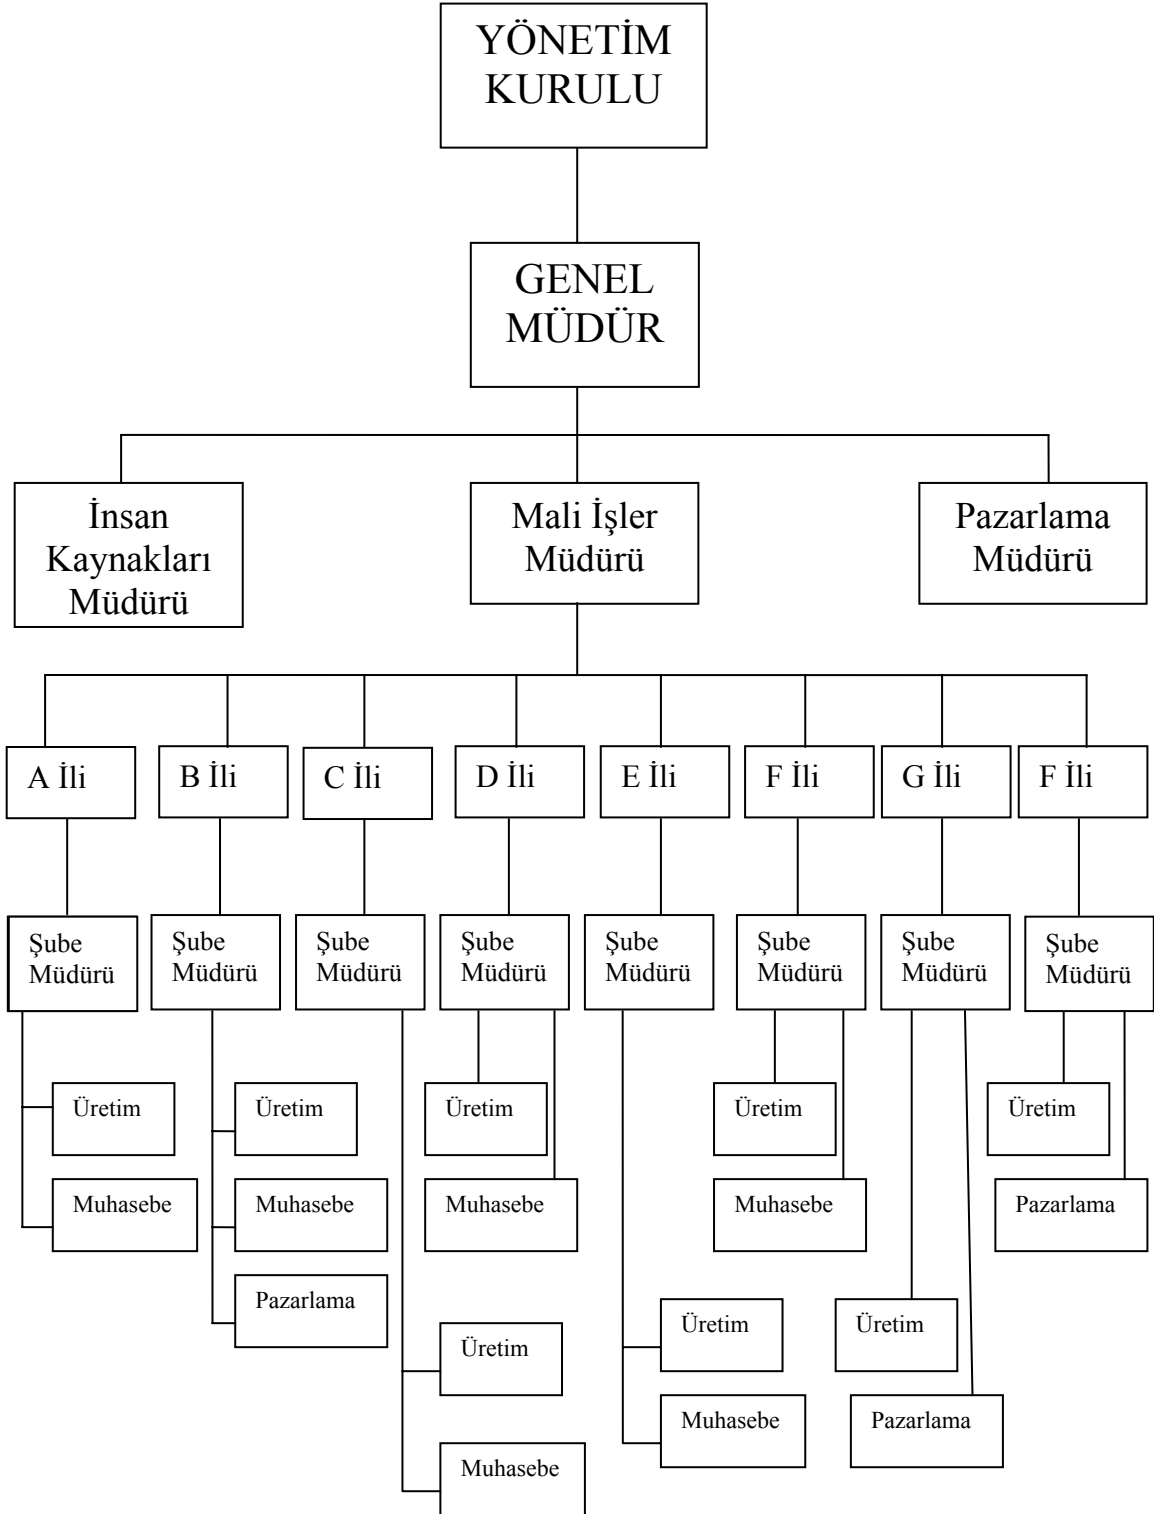 YÖNETİM
KURULU
GENEL
MÜDÜR
İnsan
Kaynakları
Müdürü
Mali İşler
Müdürü
Pazarlama
Müdürü
A İli
B İli
C İli
D İli
E İli
F İli
G İli
F İli
Şube
Müdürü
Şube
Müdürü
Şube
Müdürü
Şube
Müdürü
Şube
Müdürü
Şube
Müdürü
Şube
Müdürü
Şube
Müdürü
Üretim
Üretim
Üretim
Üretim
Üretim
Muhasebe
Muhasebe
Muhasebe
Muhasebe
Pazarlama
Pazarlama
Üretim
Üretim
Üretim
Muhasebe
Pazarlama
Muhasebe